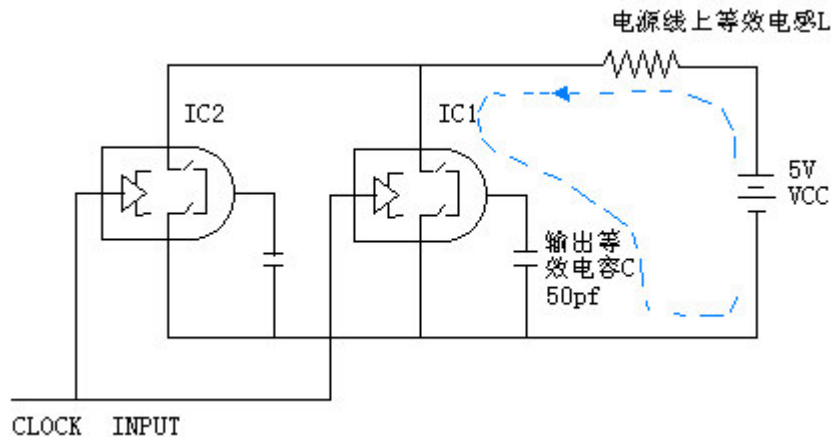 电源线上等效电感L
IC2
IC1
5V
VCC
输出等
效电容C
50pf
CLOCK INPUT